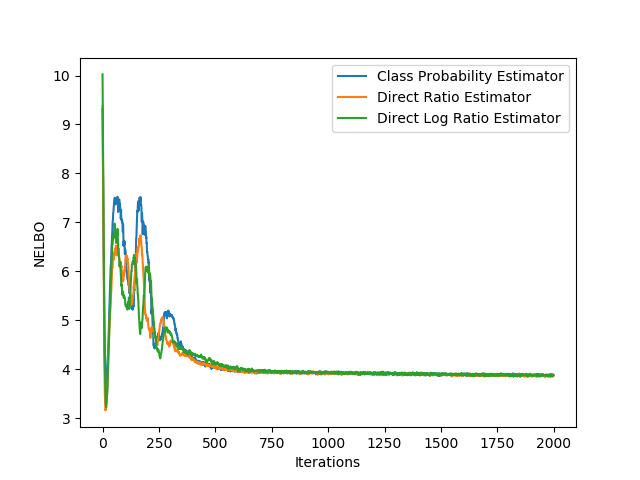 10
9
8
7
6
5
4
3
NELBO
Class Probability Estimator
Direct Ratio Estimator
Direct Log Ratio Estimator
0 250 500 750 1000 1250 1500 1750 2000
Iterations